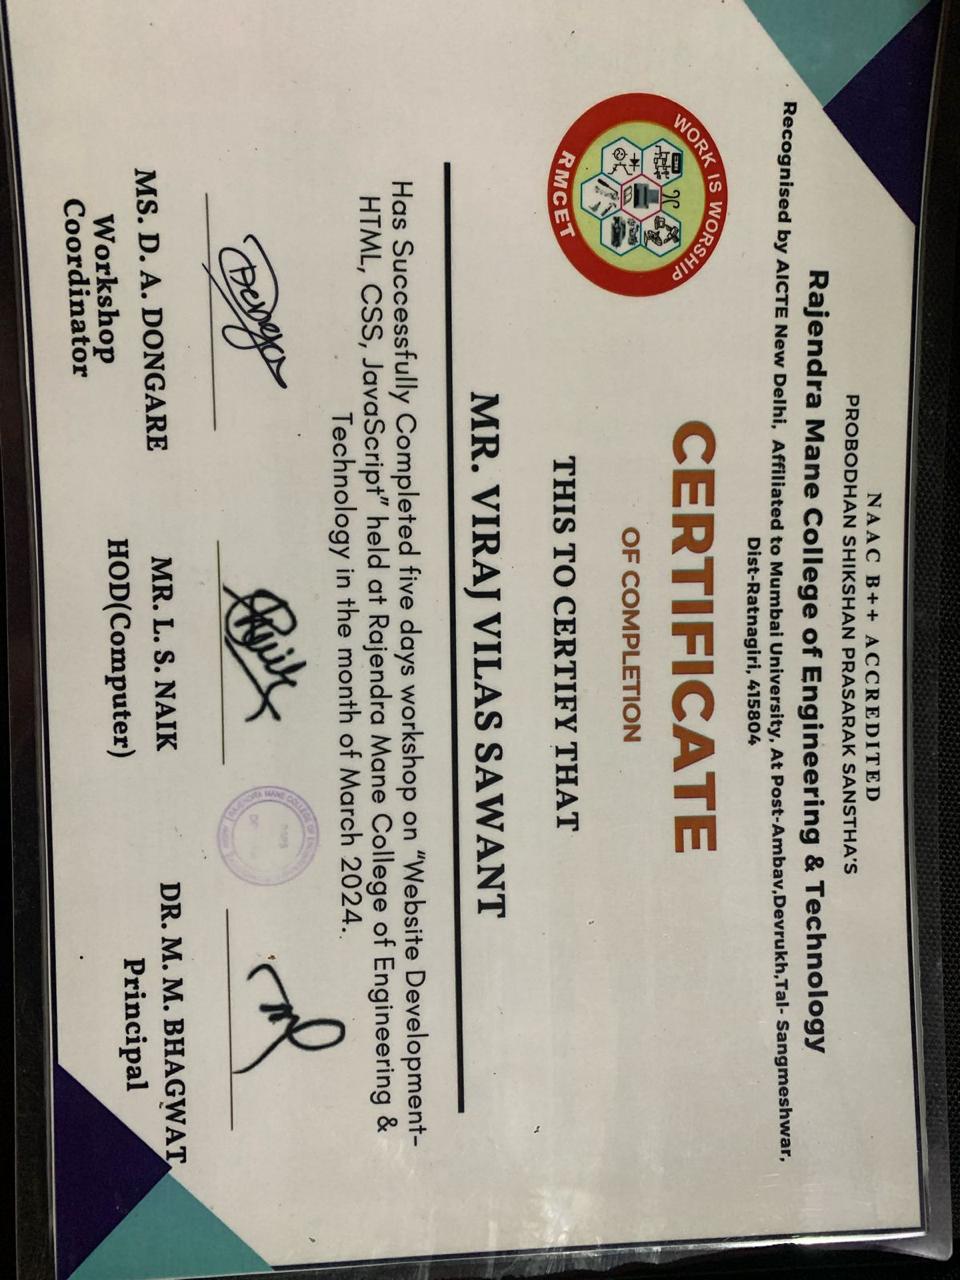 NAAC B++ ACCREDITED
PROBODHAN SHIKSHAN PRASARAK SANSTHA'S
Rajendra Mane College of Engineering & Technology
Recognised by AICTE New Delhi, Affiliated to Mumbai University, At Post-Ambav,Devrukh,Tal- Sangmeshwar,
Dist-Ratnagiri, 415804
WORK IS WORSHIP
RMCET
CERTIFICATE
OF COMPLETION
THIS TO CERTIFY THAT
MR. VIRAJ VILAS SAWANT
Has Successfully Completed five days workshop on “Website Development-
HTML, CSS, JavaScript” held at Rajendra Mane College of Engineering &
Technology in the month of March 2024.
MS. D. A. DONGARE
Workshop
Coordinator
MR. L. S. NAIK
HOD(Computer)
DR. M. M. BHAGWAT
Principal